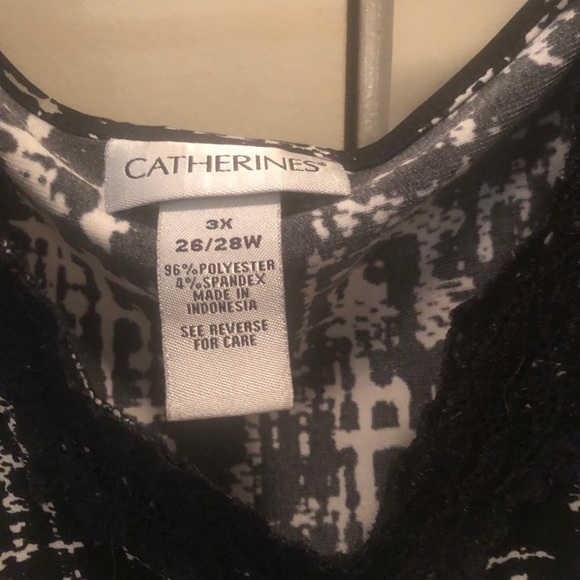 CATHERINES®
3X
26/28W
96%POLYESTER
4%SPANDEX
MADE IN
INDONESIA
SEE REVERSE
FOR CARE